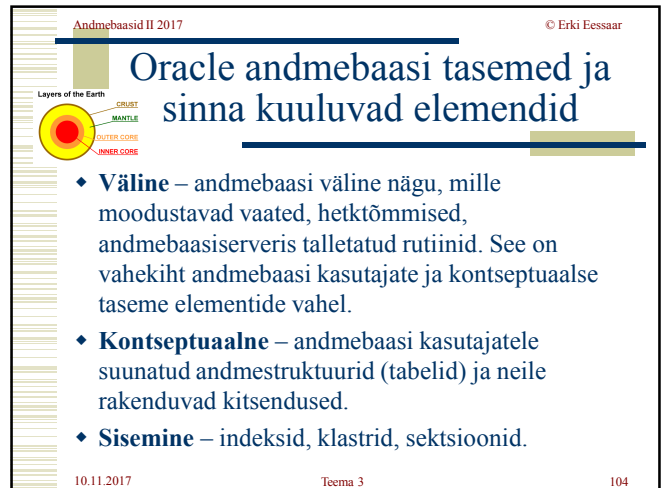 Andmebaasid II 2017
© Erki Eessaar
Oracle andmebaasi tasemed ja
sinna kuuluvad elemendid
Layers of the Earth
CRUST
MANTLE
OUTER CORE
INNER CORE
Väline – andmebaasi väline nägu, mille
moodustavad vaated, hetktõmmised,
andmebaasiserveris talletatud rutiinid. See on
vahekiht andmebaasi kasutajate ja kontseptuaalse
taseme elementide vahel.
Kontseptuaalne – andmebaasi kasutajatele
suunatud andmestruktuurid (tabelid) ja neile
rakenduvad kitsendused.
Sisemine – indeksid, klastrid, sektsioonid.
10.11.2017
Teema 3
104